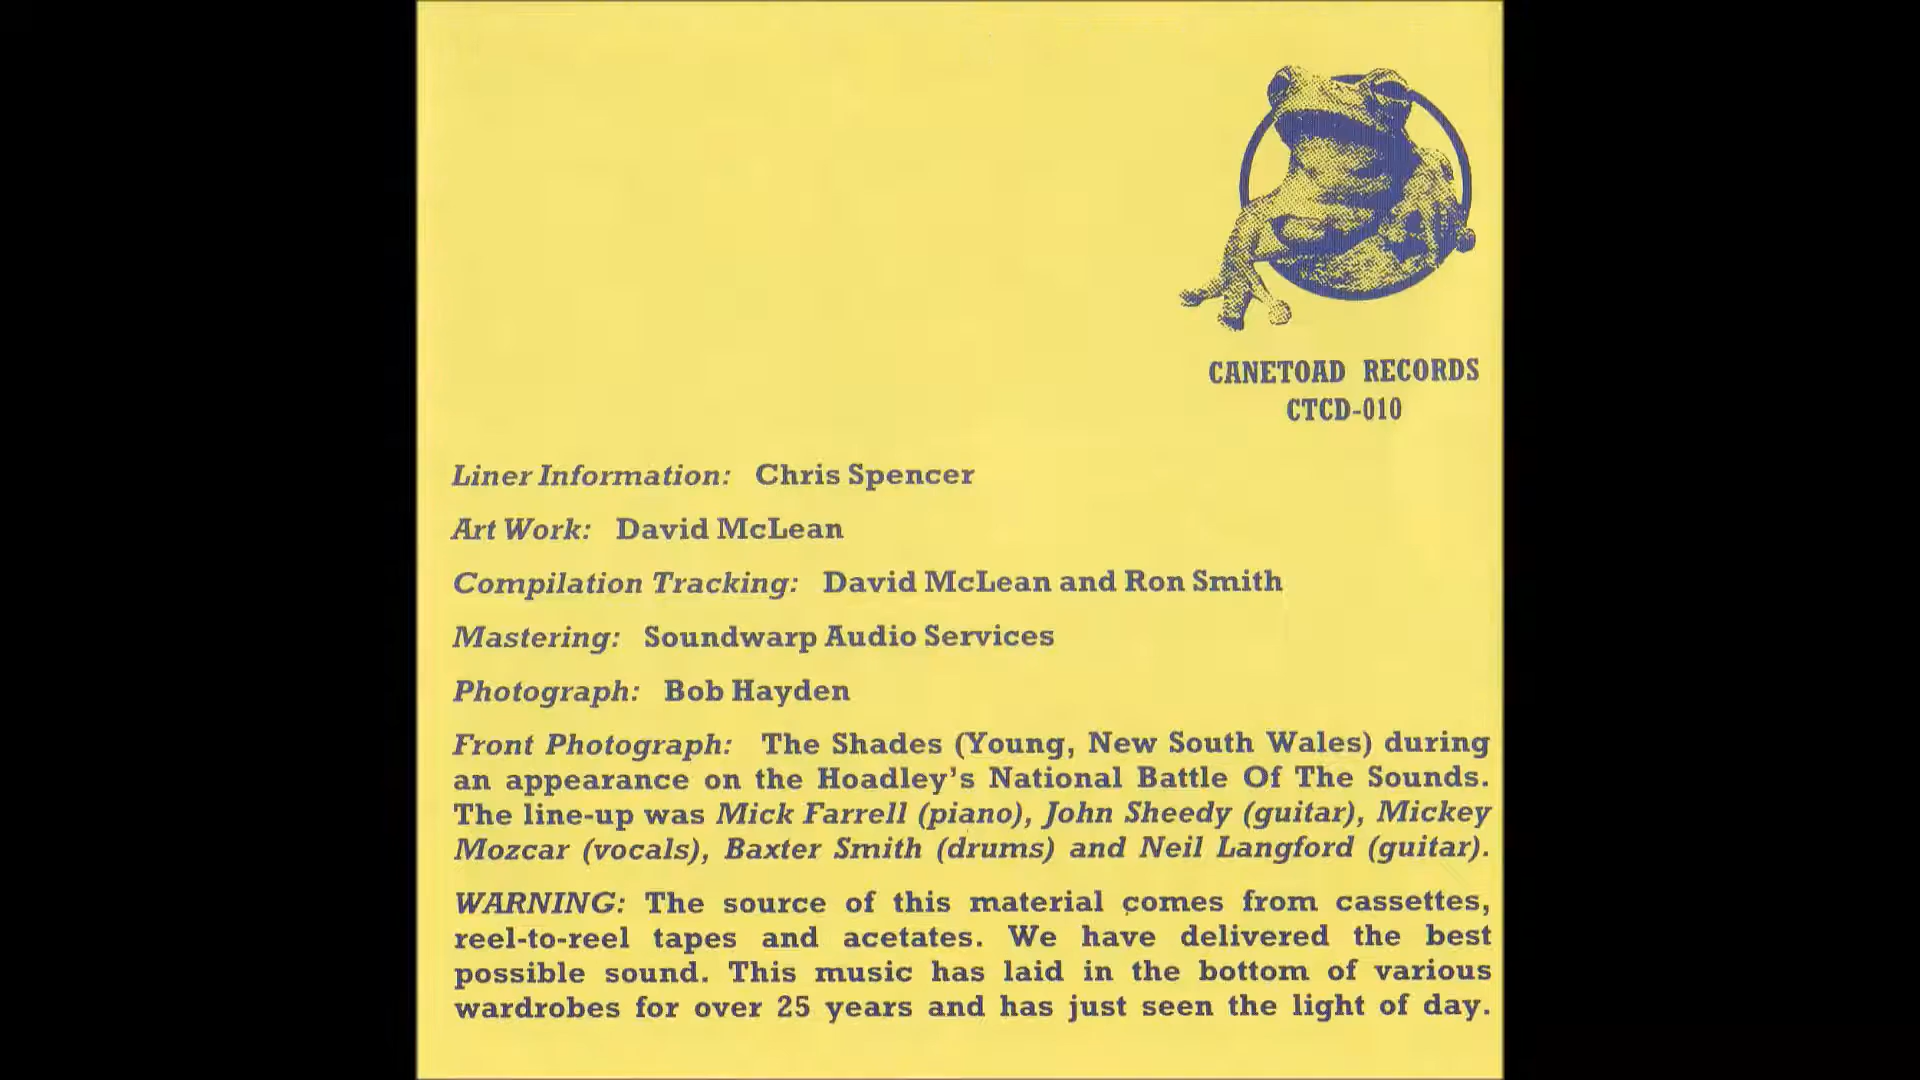 CANETOAD RECORDS
CTCD-010
Liner Information: Chris Spencer
Art Work: David McLean
Compilation Tracking: David McLean and Ron Smith
Mastering: Soundwarp Audio Services
Photograph: Bob Hayden
Front Photograph: The Shades (Young, New South Wales) during
an appearance on the Hoadley's National Battle Of The Sounds.
The line-up was Mick Farrell (piano), John Sheedy (guitar), Mickey
Mozcar (vocals), Baxter Smith (drums) and Neil Langford (guitar).
WARNING: The source of this material comes from cassettes,
reel-to-reel tapes and acetates. We have delivered the best
possible sound. This music has laid in the bottom of various
wardrobes for over 25 years and has just seen the light of day.